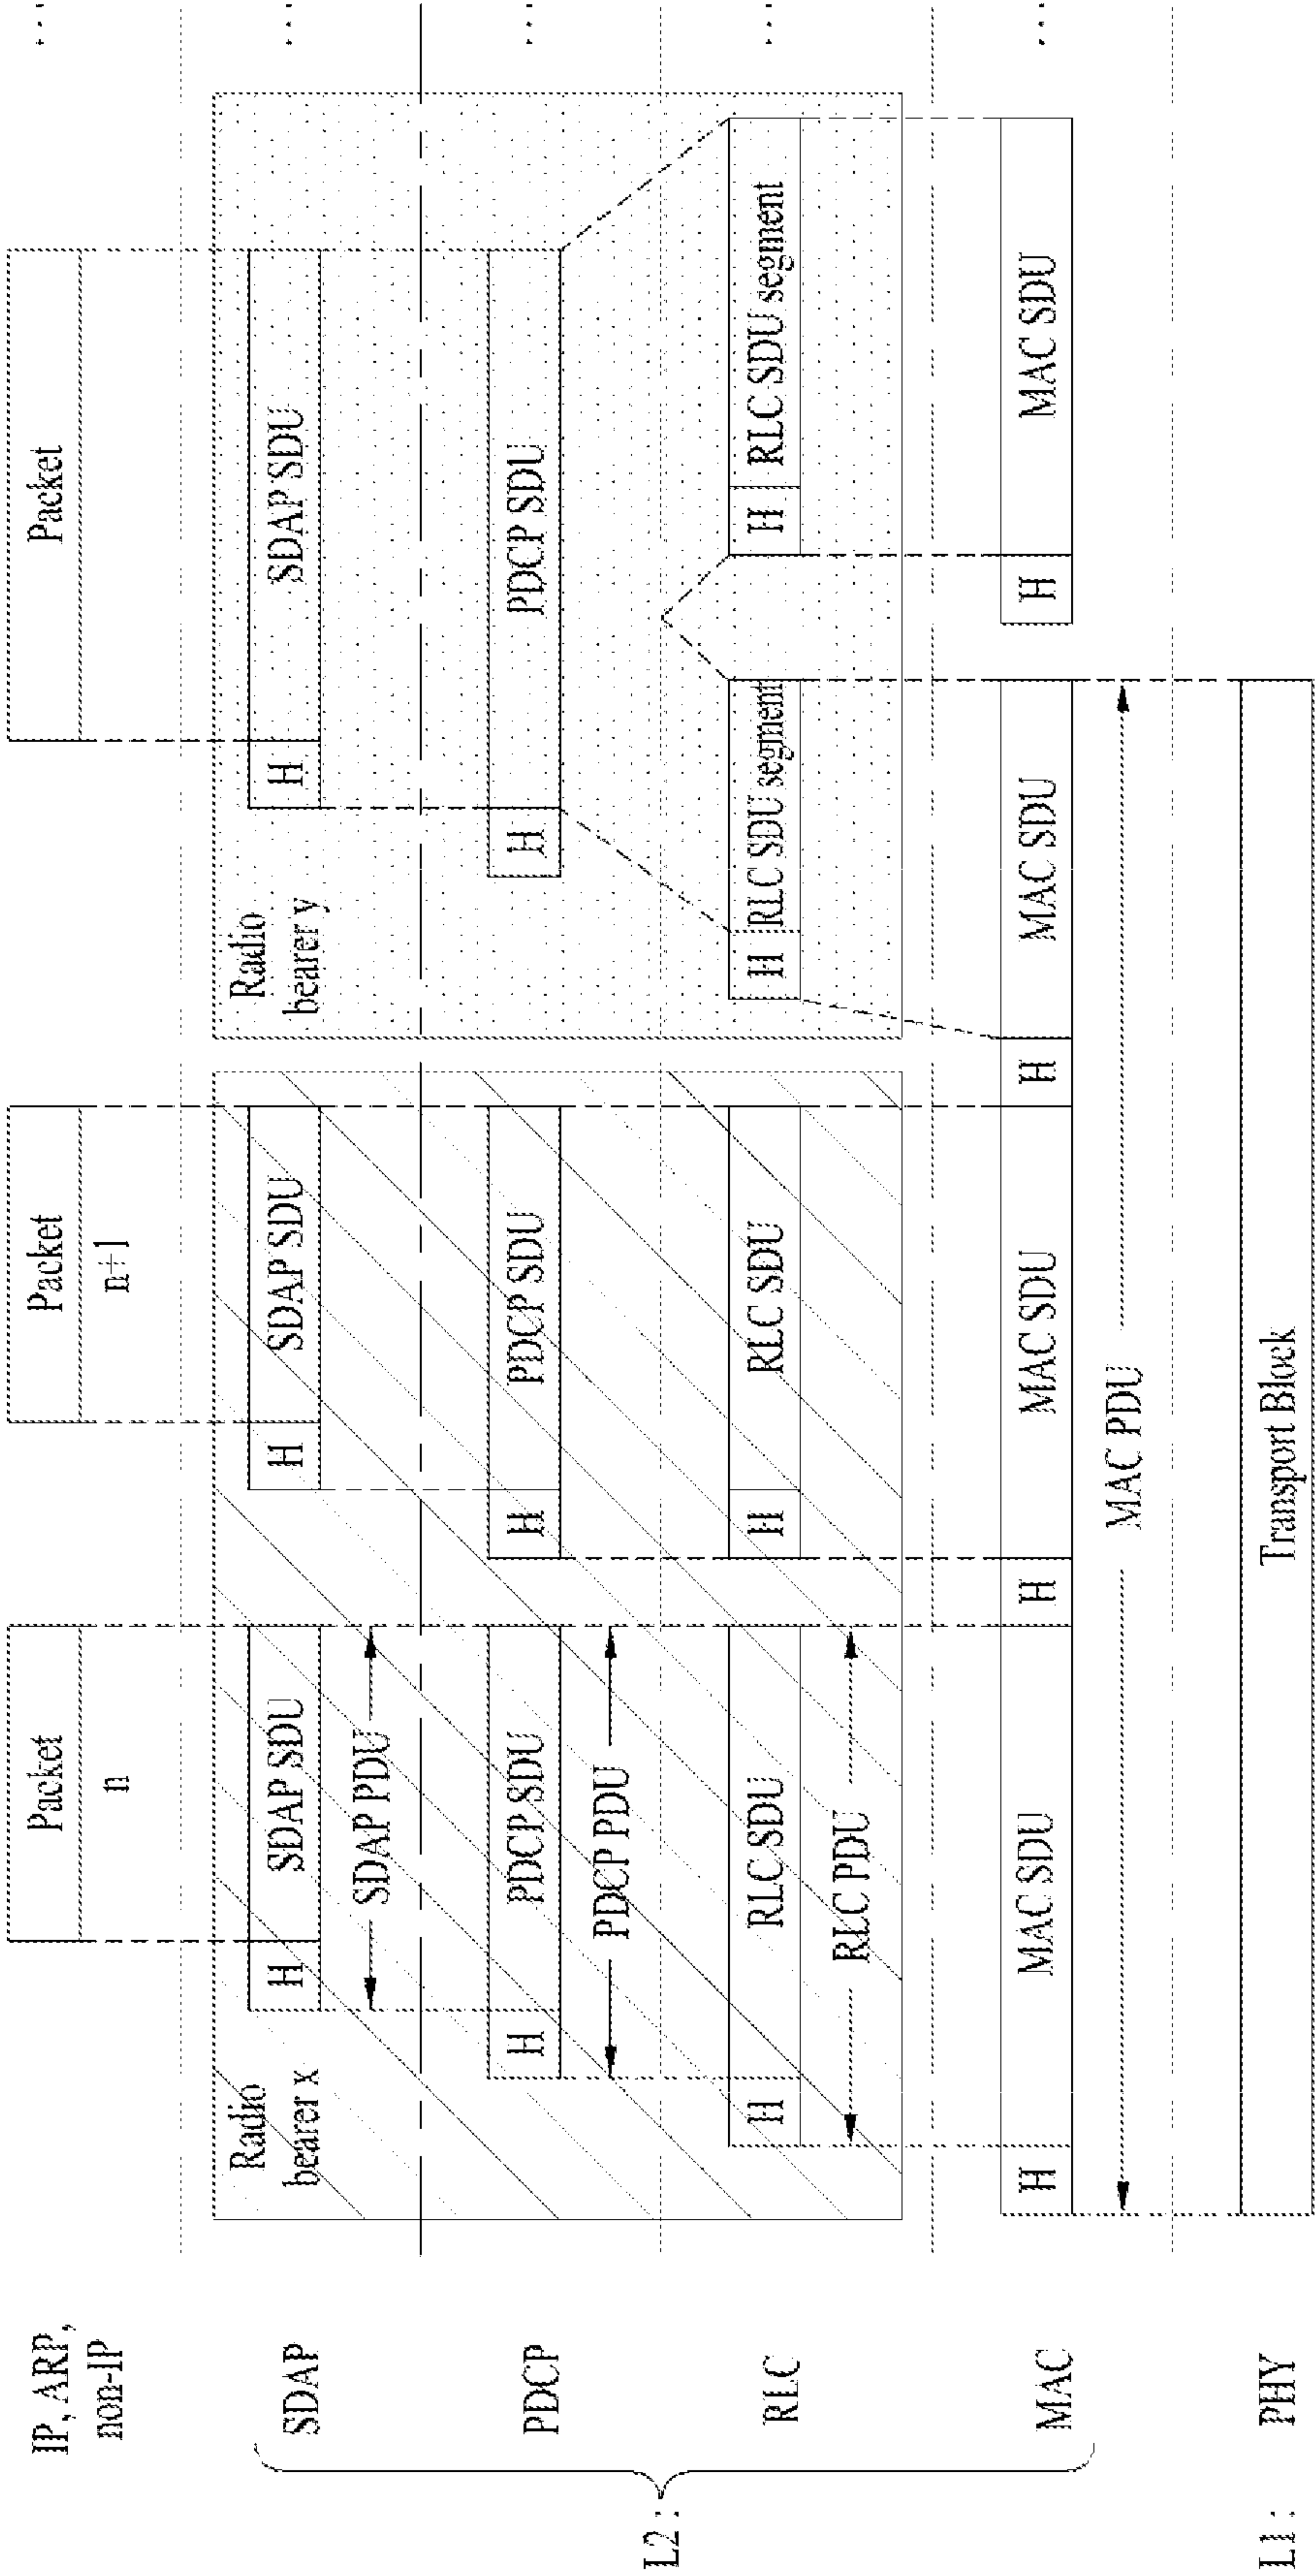 IP, ARP,
non-IP
Packet
n
Packet
n+1
Packet
...
Radio
bearer x
Radio
bearer y
SDAP
H
SDAP SDU
H
SDAP SDU
H
SDAP SDU
...
SDAP PDU
L2 :
PDCP
H
PDCP SDU
H
PDCP SDU
H
PDCP SDU
...
PDCP PDU
RLC
H
RLC SDU
H
RLC SDU
H
RLC SDU segment
H
RLC SDU segment
...
RLC PDU
MAC
H
MAC SDU
H
MAC SDU
H
MAC SDU
H
MAC SDU
...
MAC PDU
L1 :
PHY
Transport Block